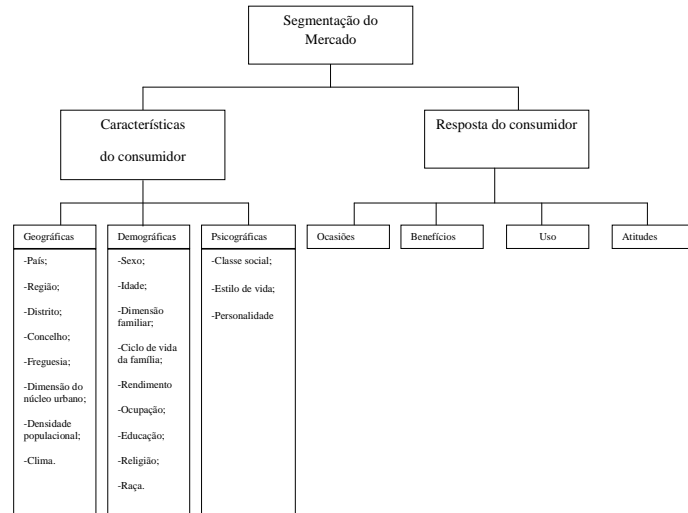 Segmentação do
Mercado
Características
do consumidor
Resposta do consumidor
Geográficas
Demográficas
Psicográficas
Ocasiões
Benefícios
Uso
Atitudes
-País;
-Região;
-Distrito;
-Concelho;
-Freguesia;
-Dimensão do
núcleo urbano;
-Densidade
populacional;
-Clima.
-Sexo;
-Idade;
-Dimensão
familiar;
-Ciclo de vida
da família;
-Rendimento
-Ocupação;
-Educação;
-Religião;
-Raça.
-Classe social;
-Estilo de vida;
-Personalidade